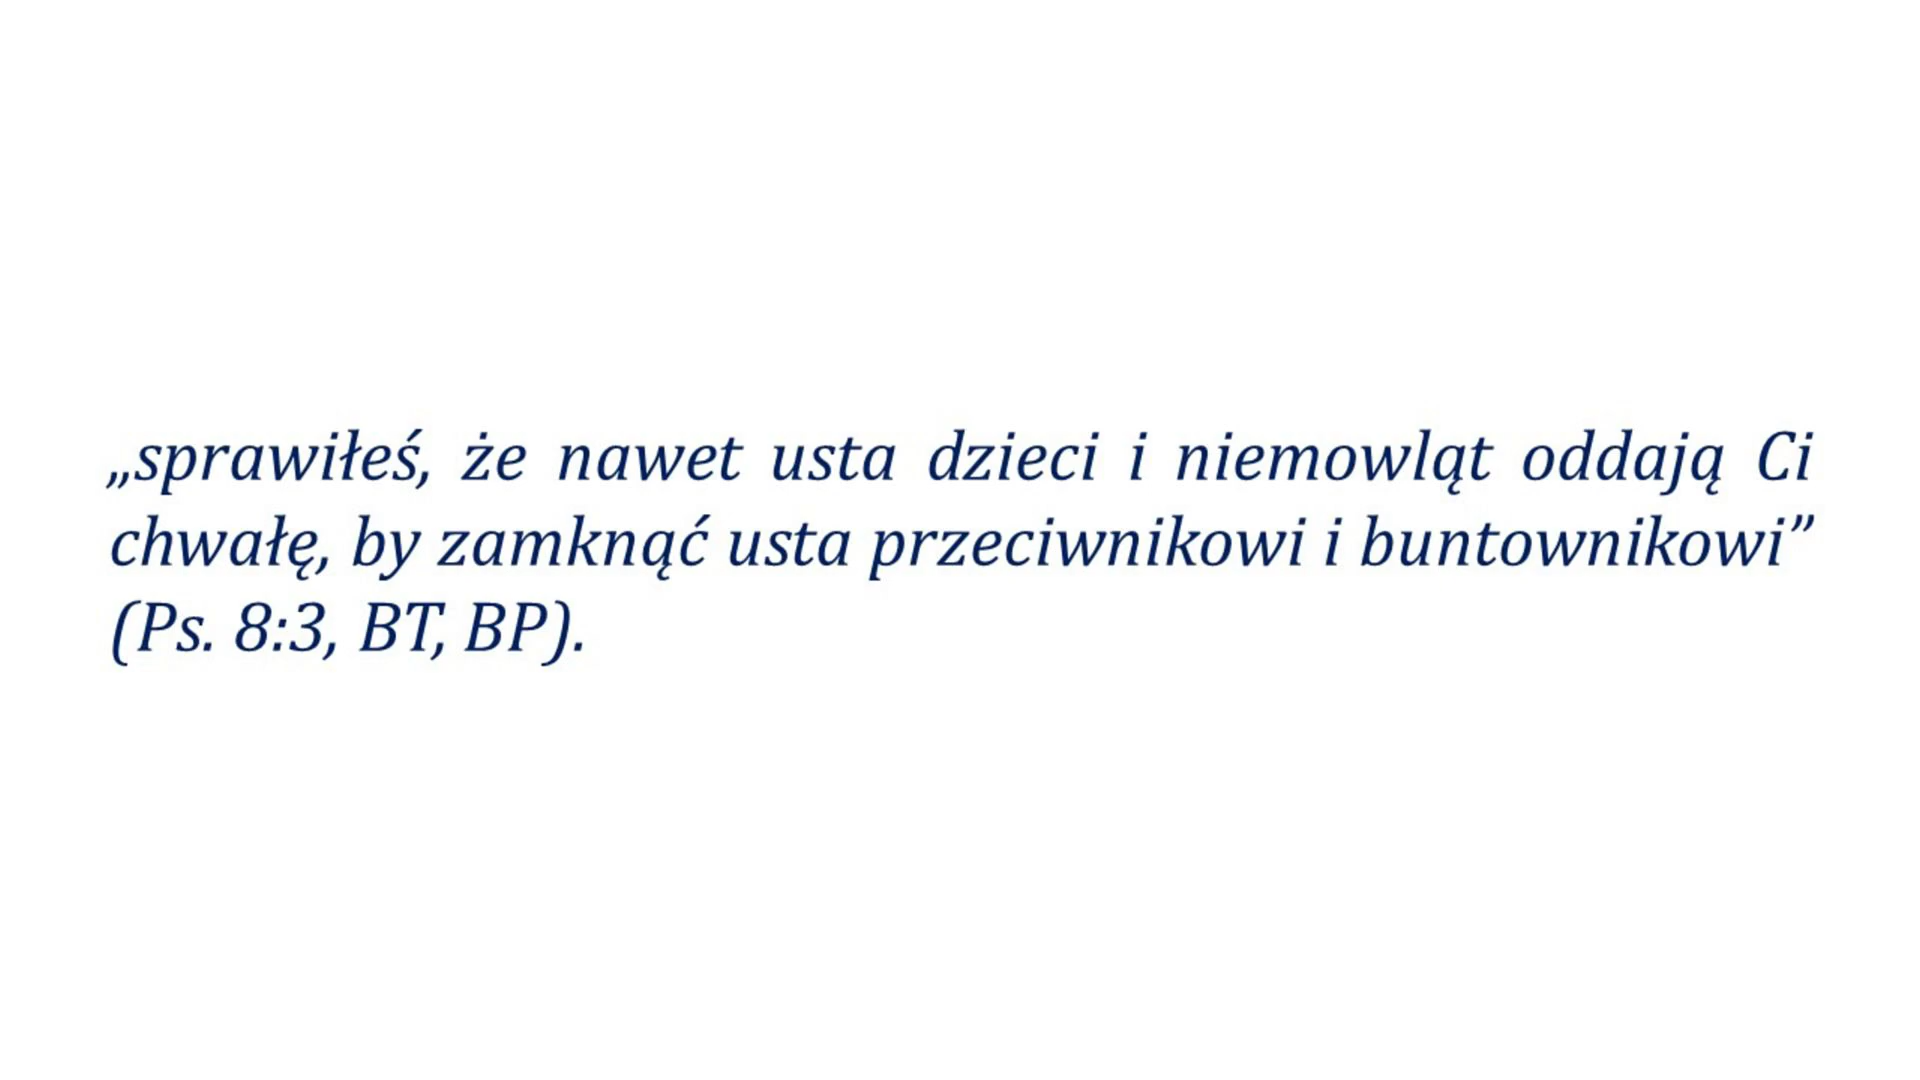 „sprawiłeś, że nawet usta dzieci i niemowląt oddają Ci
chwałę, by zamknąć usta przeciwnikowi i buntownikowi”
(Ps. 8:3, BT, BP).